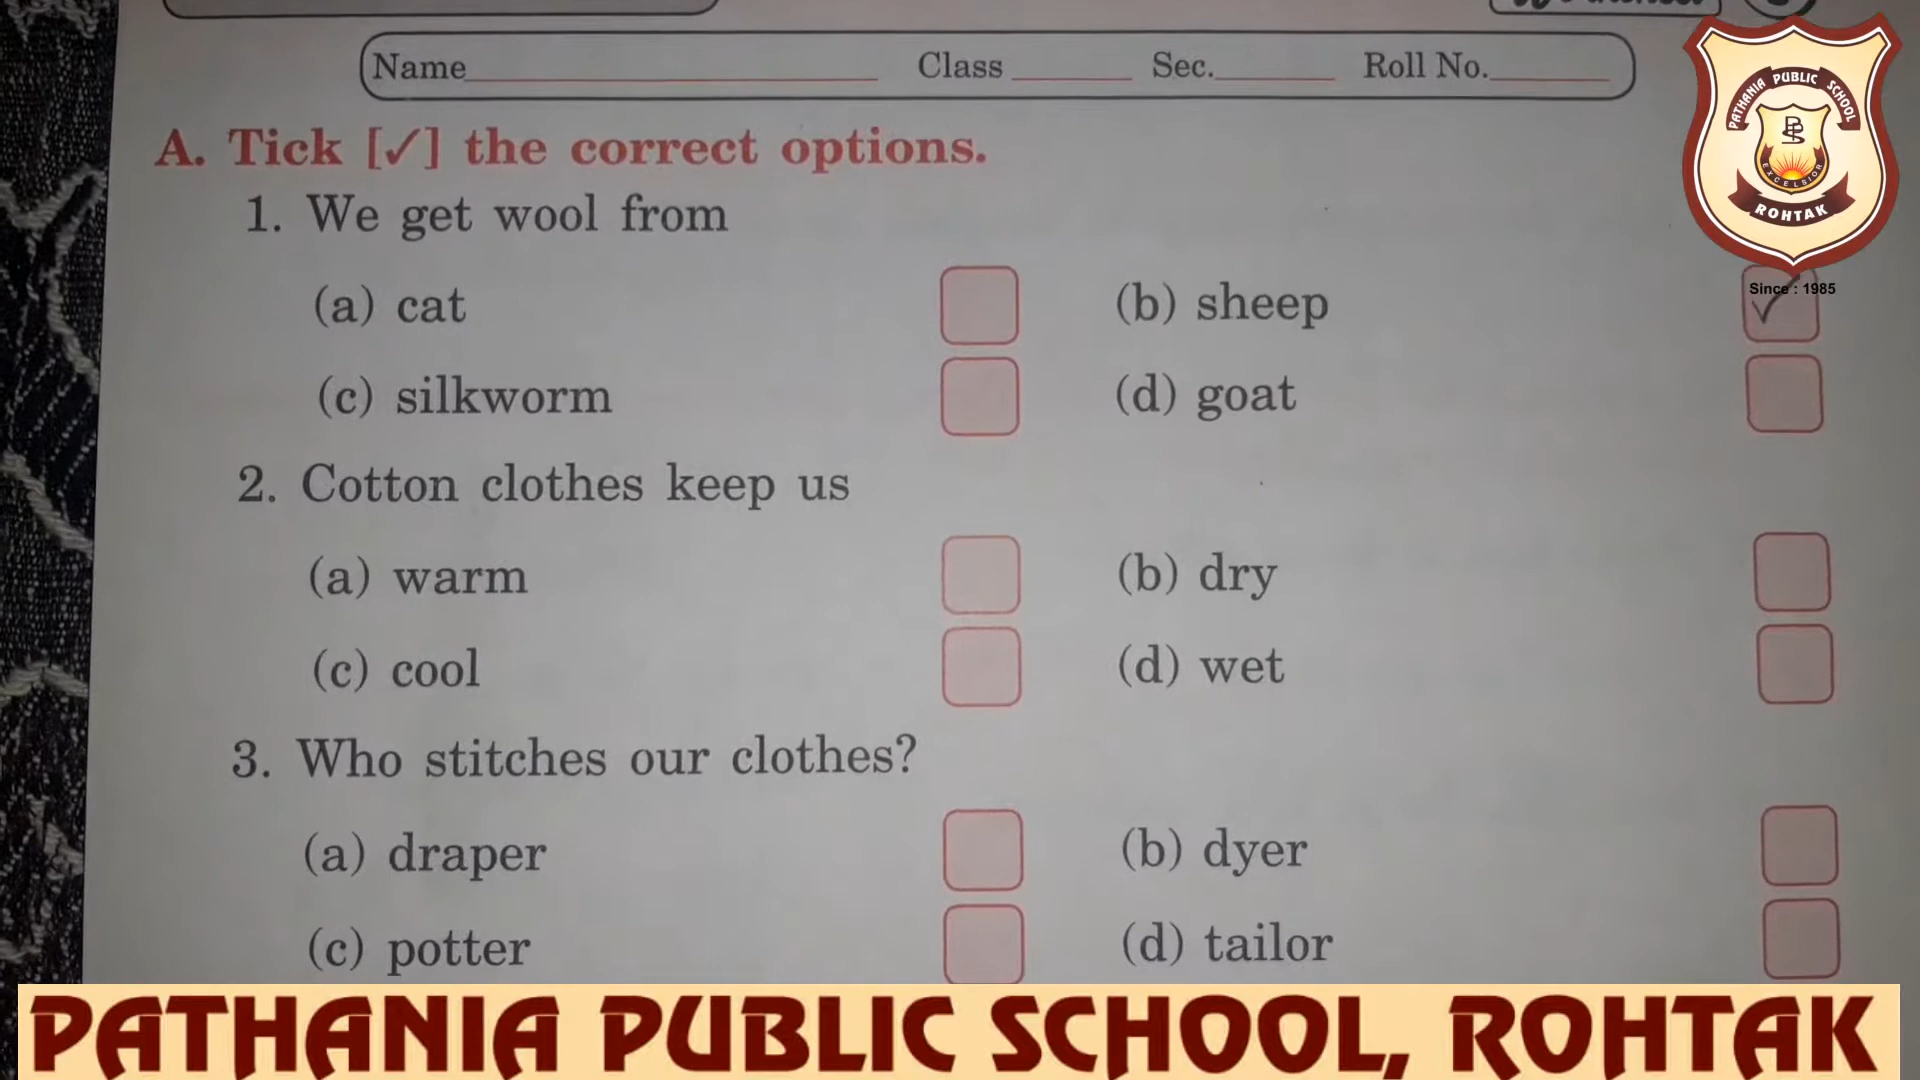 Name Class Sec. Roll No.
A. Tick [✓] the correct options.
1. We get wool from
(a) cat (b) sheep ✓
(c) silkworm (d) goat
2. Cotton clothes keep us
(a) warm (b) dry
(c) cool (d) wet
3. Who stitches our clothes?
(a) draper (b) dyer
(c) potter (d) tailor
PATHANIA PUBLIC SCHOOL
EXCELSIOR
ROHTAK
Since : 1985
PATHANIA PUBLIC SCHOOL, ROHTAK